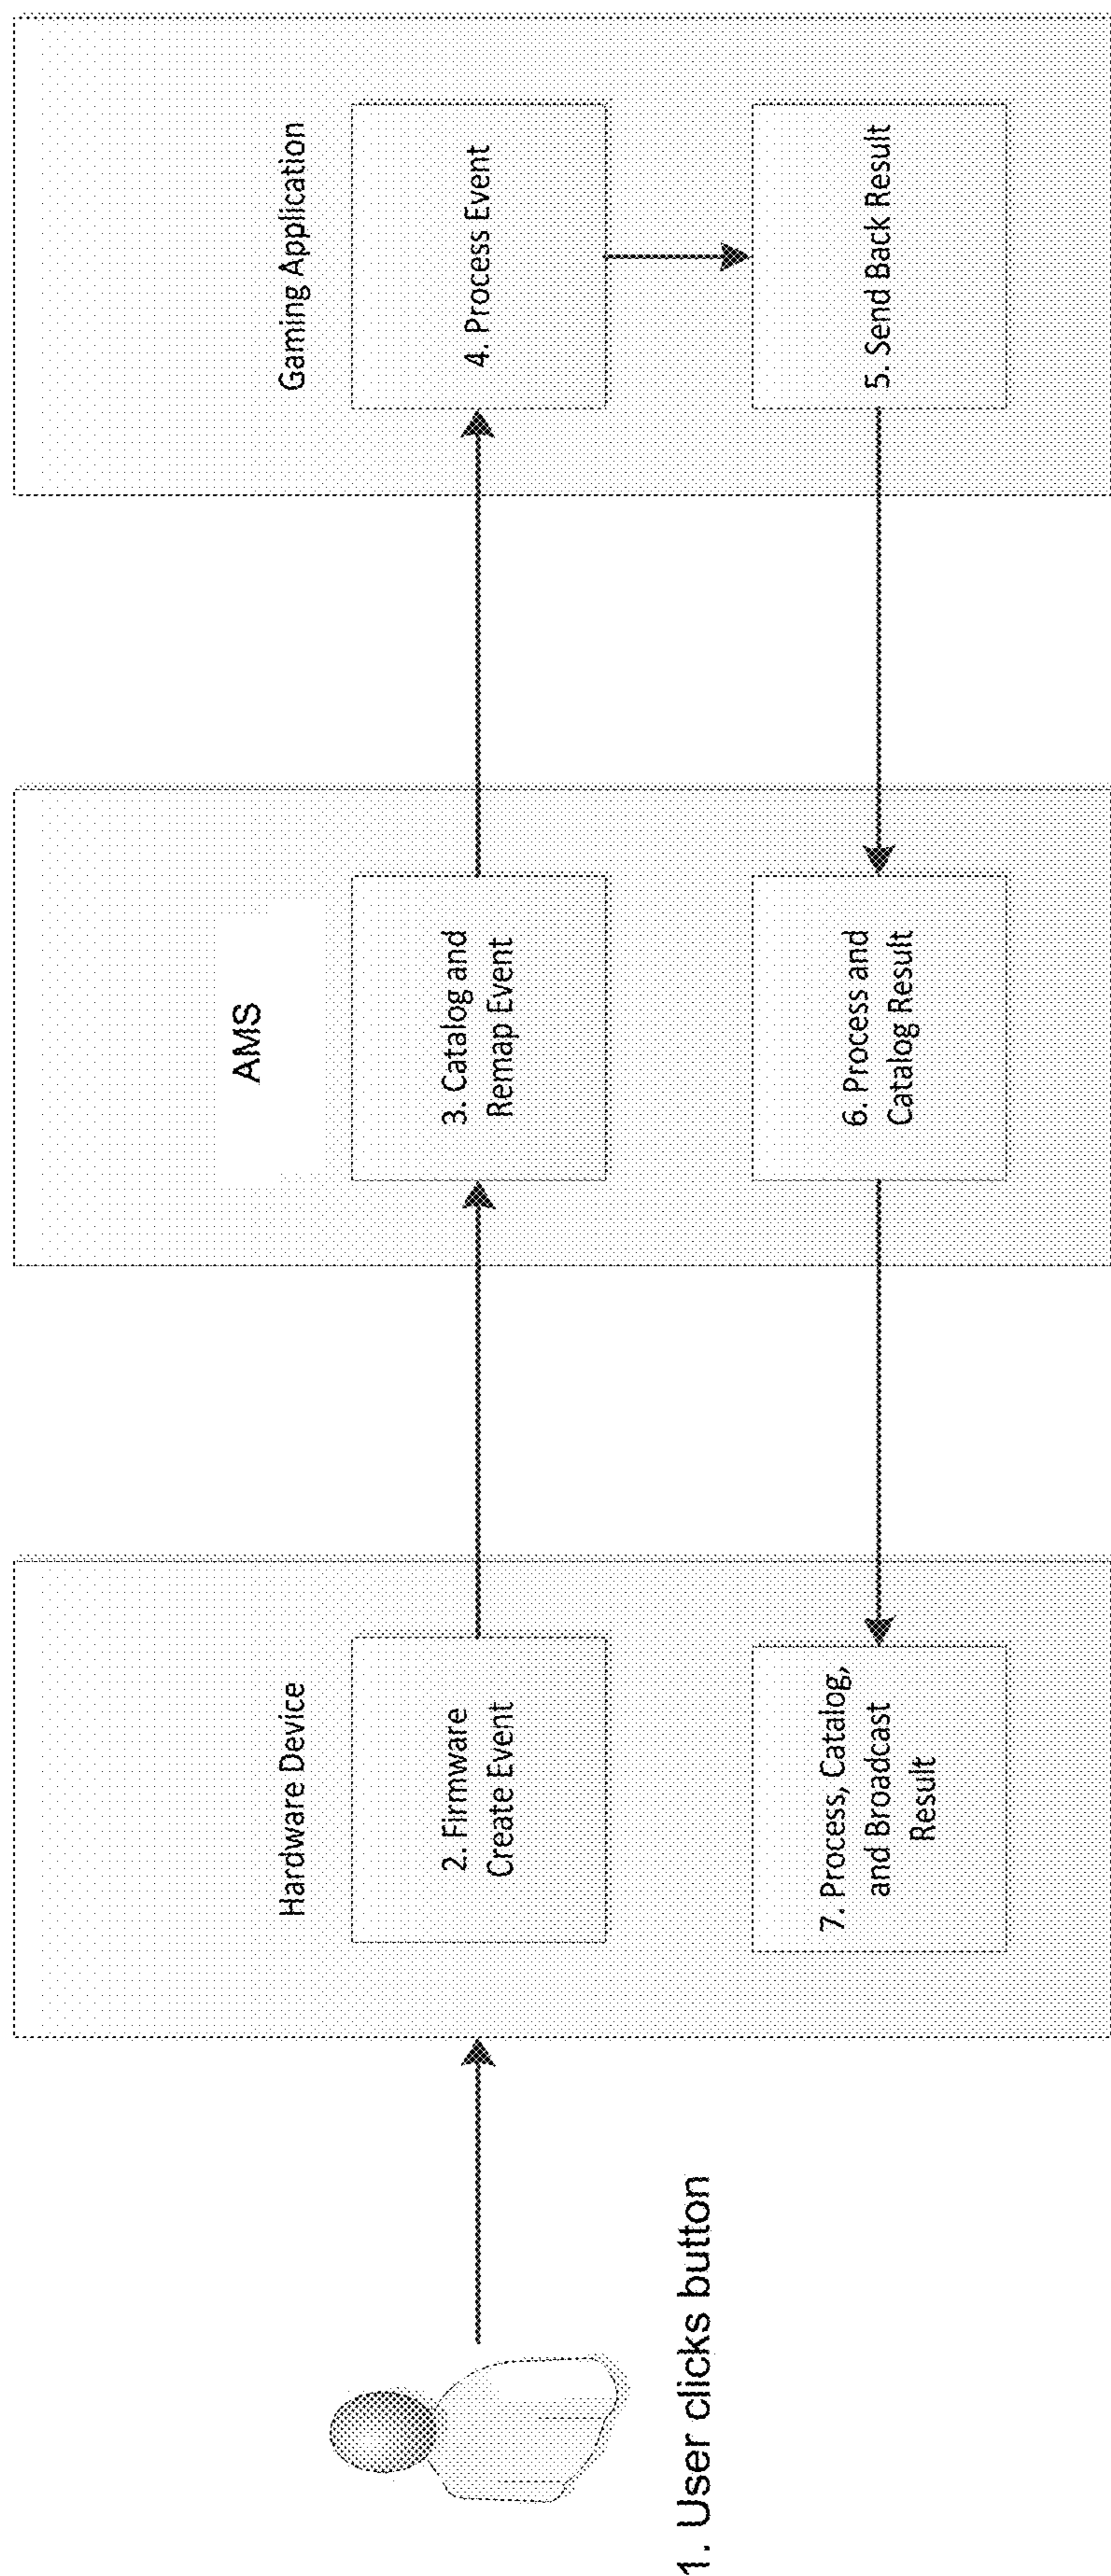 1. User clicks button
Hardware Device
2. Firmware
Create Event
AMS
3. Catalog and
Remap Event
Gaming Application
4. Process Event
5. Send Back Result
6. Process and
Catalog Result
7. Process, Catalog,
and Broadcast
Result